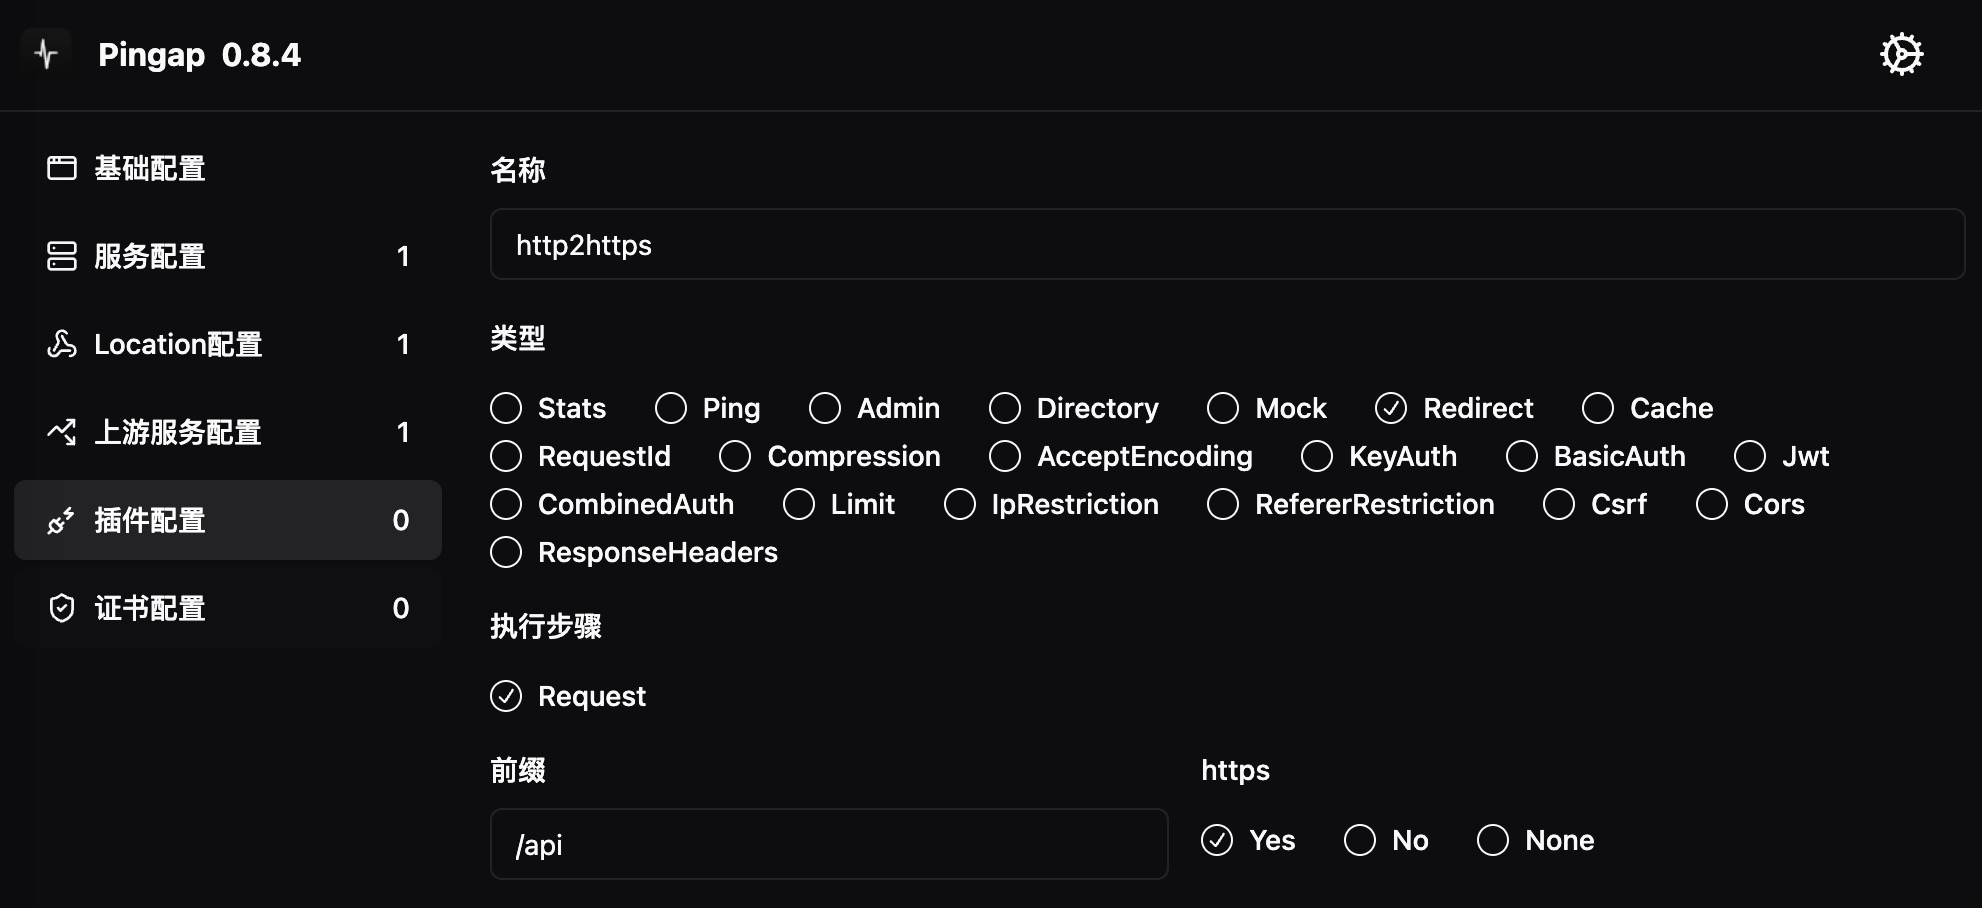 Pingap 0.8.4
基础配置
服务配置 1
Location配置 1
上游服务配置 1
插件配置 0
证书配置 0
名称
http2https
类型
Stats Ping Admin Directory Mock Redirect Cache
RequestId Compression AcceptEncoding KeyAuth BasicAuth Jwt
CombinedAuth Limit IpRestriction RefererRestriction Csrf Cors
ResponseHeaders
执行步骤
Request
前缀
/api
https
Yes No None